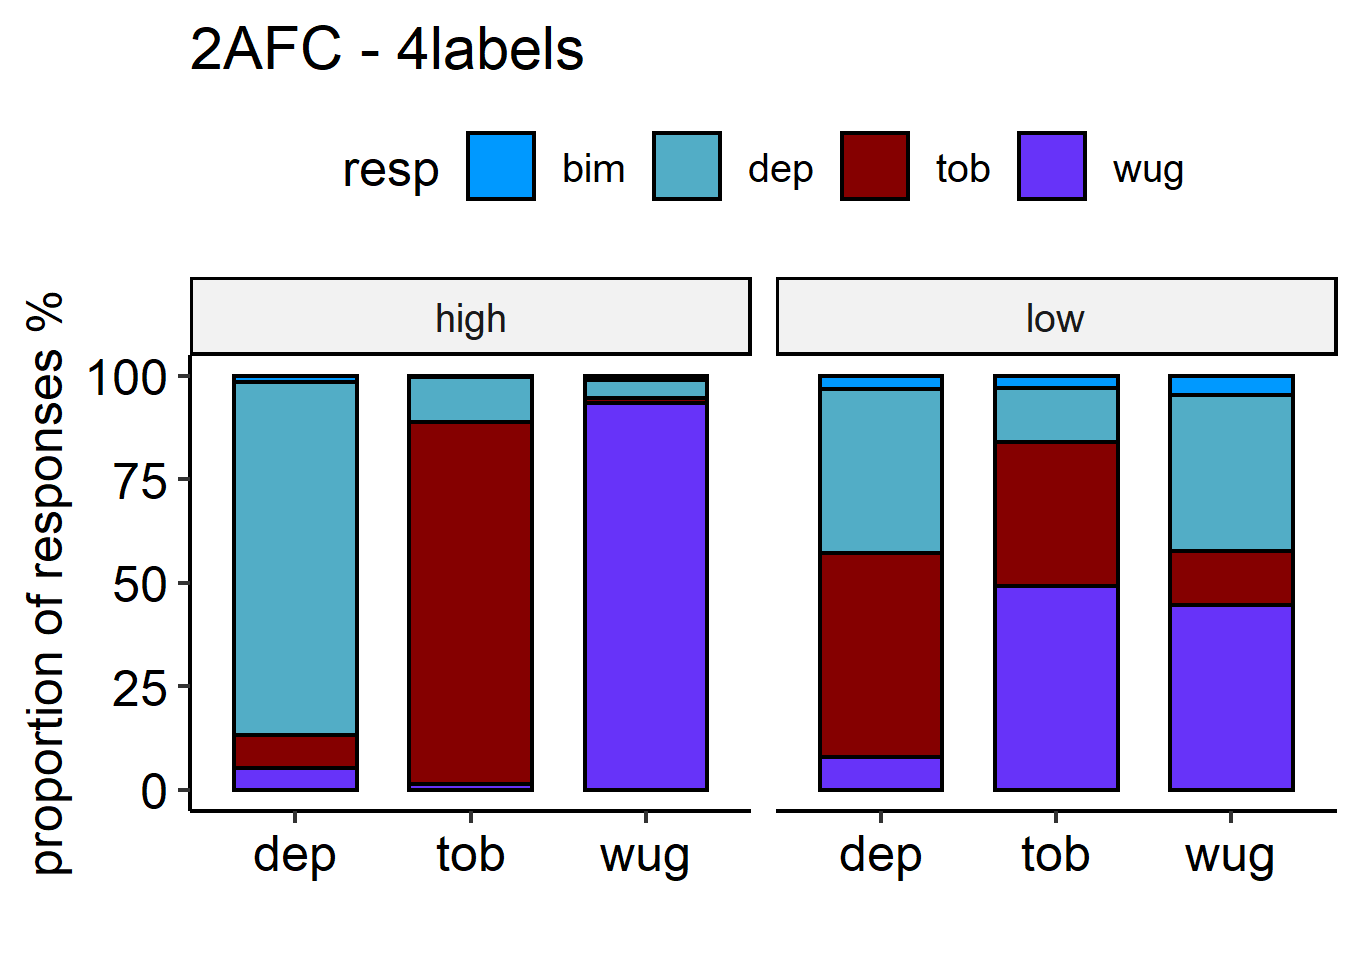 2AFC - 4labels
resp bim dep tob wug
high low
proportion of responses %
100
75
50
25
0
dep tob wug dep tob wug